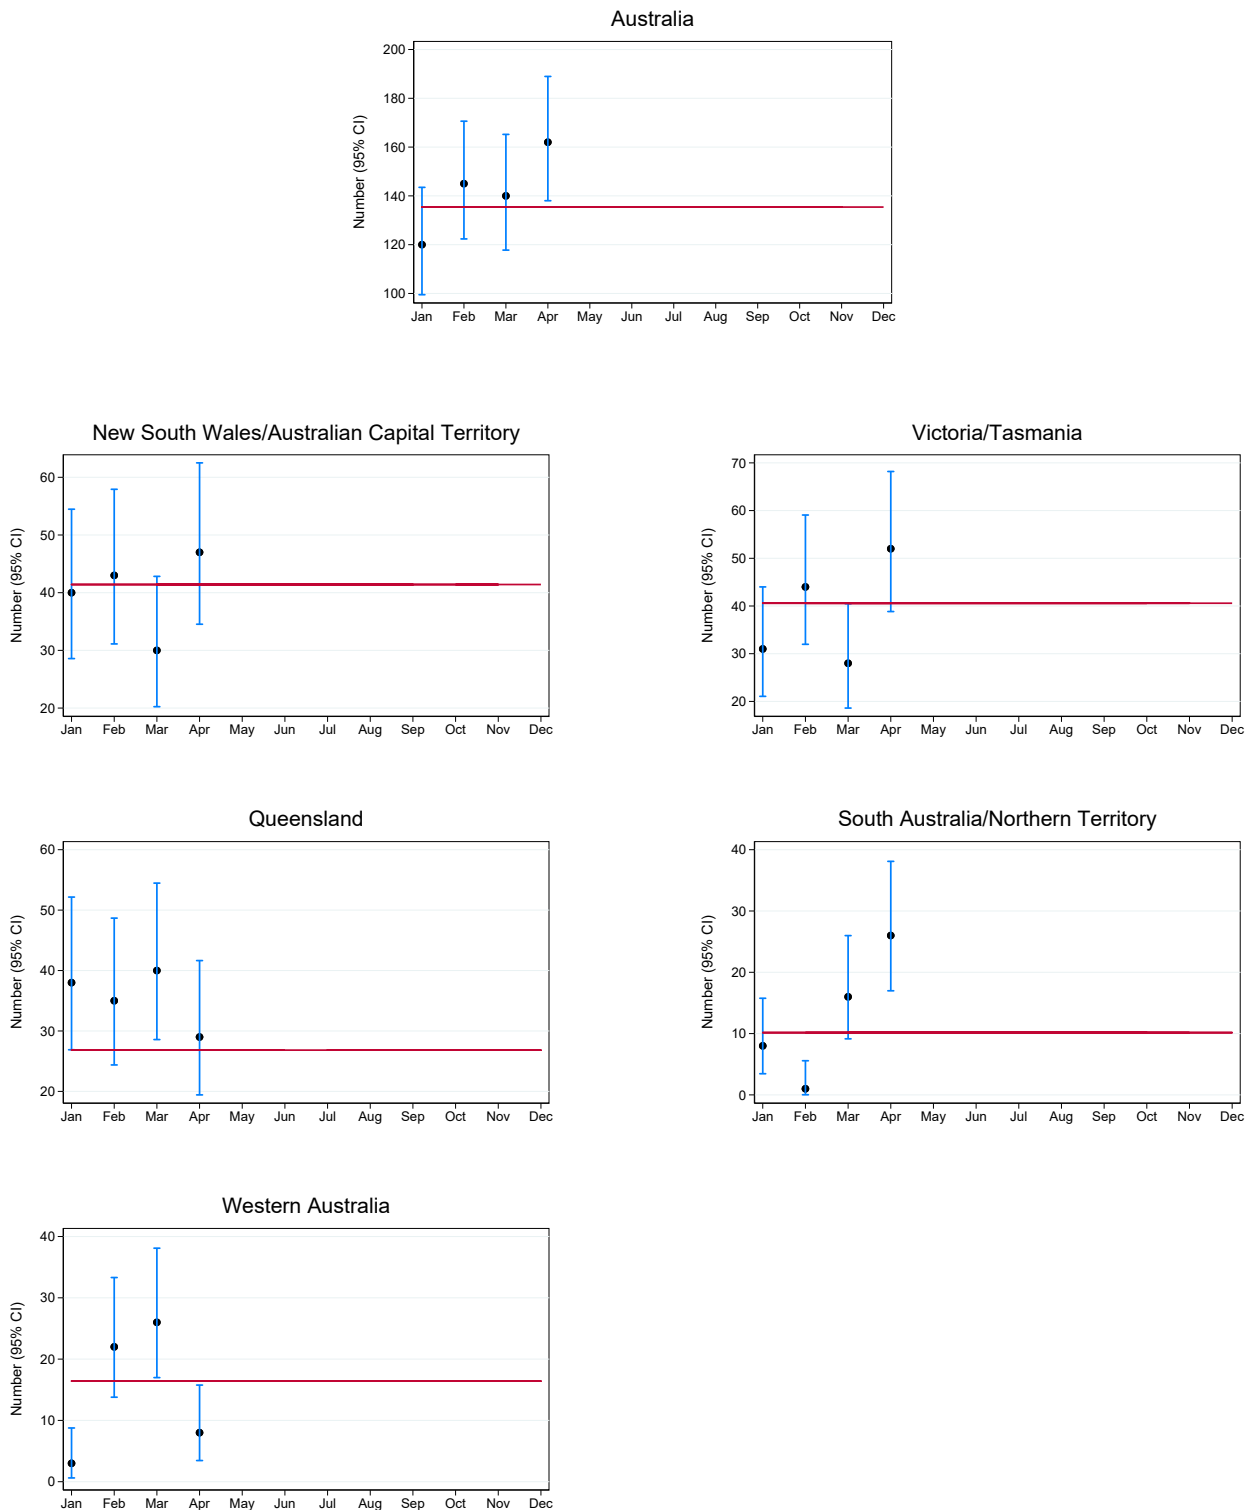 Australia
Number (95% CI)
200
180
160
140
120
100
Jan Feb Mar Apr May Jun Jul Aug Sep Oct Nov Dec
New South Wales/Australian Capital Territory
Number (95% CI)
60
50
40
30
20
Jan Feb Mar Apr May Jun Jul Aug Sep Oct Nov Dec
Victoria/Tasmania
Number (95% CI)
70
60
50
40
30
20
Jan Feb Mar Apr May Jun Jul Aug Sep Oct Nov Dec
Queensland
Number (95% CI)
60
50
40
30
20
Jan Feb Mar Apr May Jun Jul Aug Sep Oct Nov Dec
South Australia/Northern Territory
Number (95% CI)
40
30
20
10
0
Jan Feb Mar Apr May Jun Jul Aug Sep Oct Nov Dec
Western Australia
Number (95% CI)
40
30
20
10
0
Jan Feb Mar Apr May Jun Jul Aug Sep Oct Nov Dec